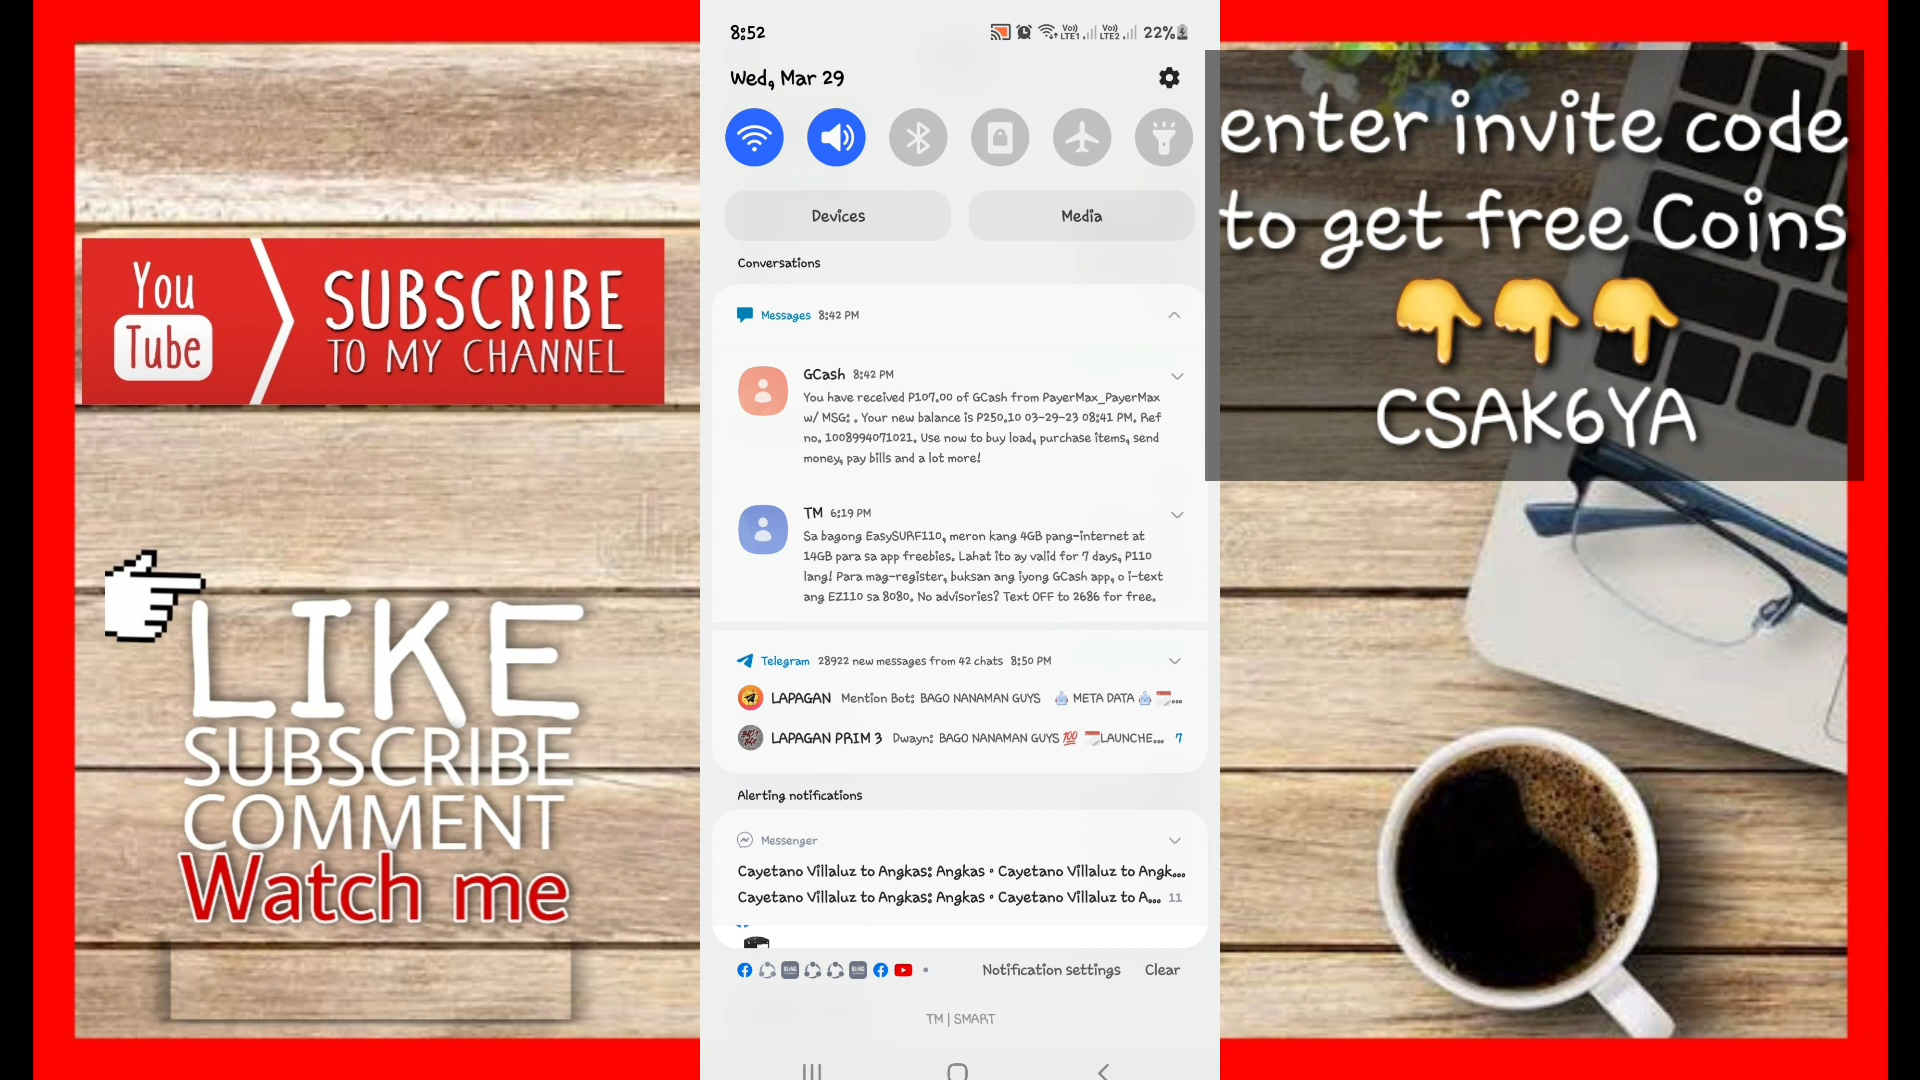 You
Tube
SUBSCRIBE
TO MY CHANNEL
LIKE
SUBSCRIBE
COMMENT
Watch me
8:52
Vo))
LTE1
Vo))
LTE2
22%
Wed, Mar 29
Devices
Media
Conversations
Messages 8:42 PM
GCash 8:42 PM
You have received P107.00 of GCash from PayerMax_PayerMax
w/ MSG: . Your new balance is P250.10 03-29-23 08:41 PM. Ref
no. 1008994071021. Use now to buy load, purchase items, send
money, pay bills and a lot more!
TM 6:19 PM
Sa bagong EasySURF110, meron kang 4GB pang-internet at
14GB para sa app freebies. Lahat ito ay valid for 7 days, P110
lang! Para mag-register, buksan ang iyong GCash app, o i-text
ang EZ110 sa 8080. No advisories? Text OFF to 2686 for free.
Telegram 28922 new messages from 42 chats 8:50 PM
LAPAGAN Mention Bot: BAGO NANAMAN GUYS 🤖 META DATA 🤖 🗓...
LAPAGAN PRIM 3 Dwayn: BAGO NANAMAN GUYS 💯 🗓LAUNCHE... 7
Alerting notifications
Messenger
Cayetano Villaluz to Angkas: Angkas • Cayetano Villaluz to Angk...
Cayetano Villaluz to Angkas: Angkas • Cayetano Villaluz to A... 11
Notification settings
Clear
TM | SMART
enter invite code
to get free Coins
👇👇👇
CSAK6YA